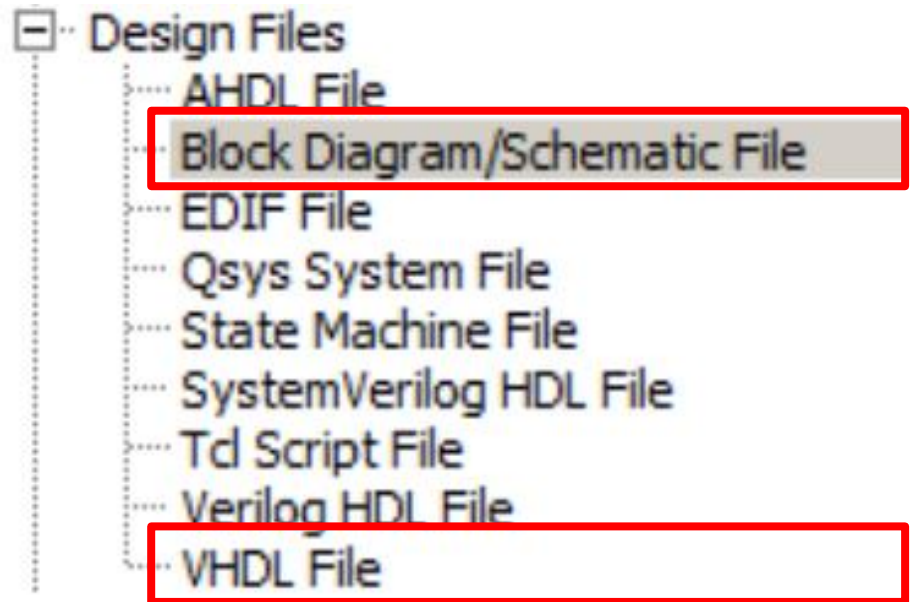 Design Files
AHDL File
Block Diagram/Schematic File
EDIF File
Qsys System File
State Machine File
SystemVerilog HDL File
Tcl Script File
Verilog HDL File
VHDL File